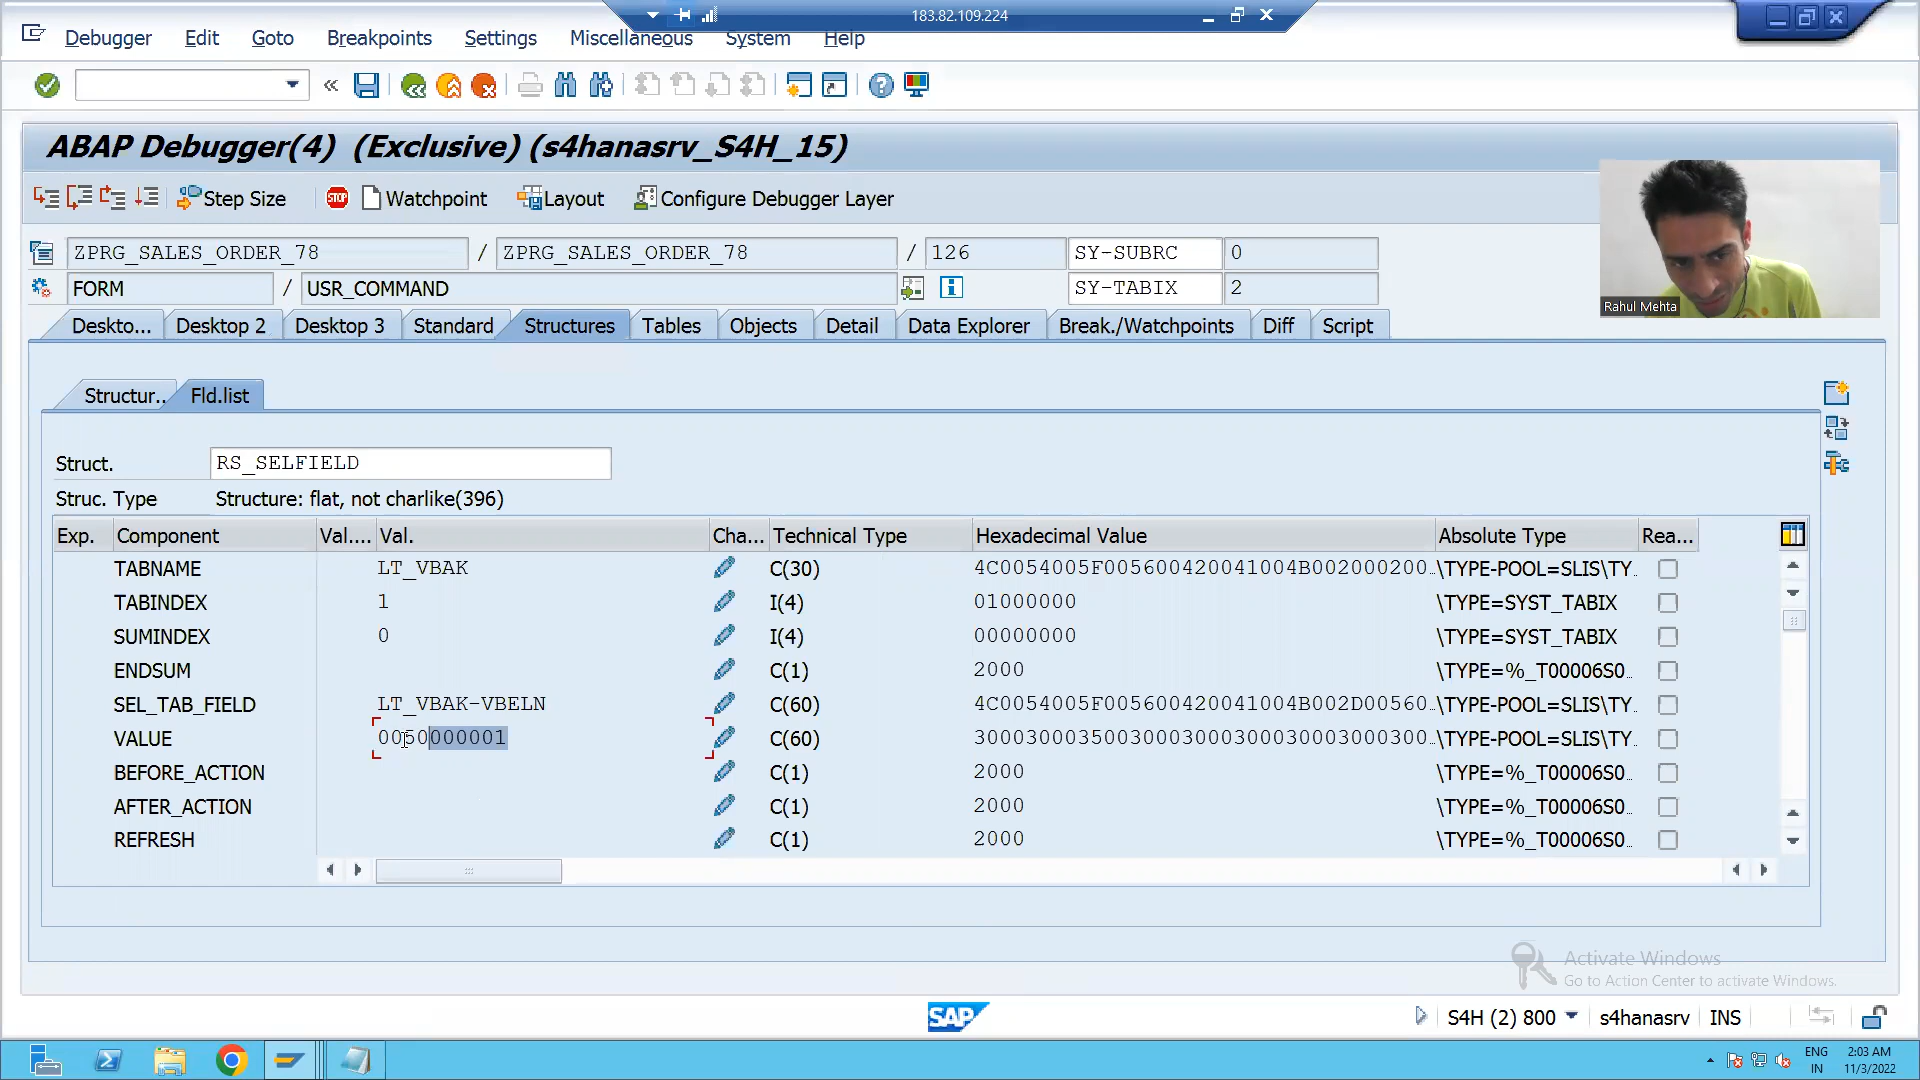 183.82.109.224
Debugger Edit Goto Breakpoints Settings Miscellaneous System Help
ABAP Debugger(4) (Exclusive) (s4hanasrv_S4H_15)
Step Size STOP Watchpoint Layout Configure Debugger Layer
ZPRG_SALES_ORDER_78 / ZPRG_SALES_ORDER_78 / 126 SY-SUBRC 0
FORM / USR_COMMAND SY-TABIX 2
Rahul Mehta
Deskto... Desktop 2 Desktop 3 Standard Structures Tables Objects Detail Data Explorer Break./Watchpoints Diff Script
Structur.. Fld.list
Struct. RS_SELFIELD
Struc. Type Structure: flat, not charlike(396)
Exp. Component Val.... Val. Cha... Technical Type Hexadecimal Value Absolute Type Rea...
TABNAME LT_VBAK C(30) 4C0054005F005600420041004B002000200... \TYPE-POOL=SLIS\TY...
TABINDEX 1 I(4) 01000000 \TYPE=SYST_TABIX
SUMINDEX 0 I(4) 00000000 \TYPE=SYST_TABIX
ENDSUM C(1) 2000 \TYPE=%_T00006S0...
SEL_TAB_FIELD LT_VBAK-VBELN C(60) 4C0054005F005600420041004B002D00560... \TYPE-POOL=SLIS\TY...
VALUE 0050000001 C(60) 30003000350030003000300030003000300... \TYPE-POOL=SLIS\TY...
BEFORE_ACTION C(1) 2000 \TYPE=%_T00006S0...
AFTER_ACTION C(1) 2000 \TYPE=%_T00006S0...
REFRESH C(1) 2000 \TYPE=%_T00006S0...
Activate Windows
Go to Action Center to activate Windows.
SAP S4H (2) 800 s4hanasrv INS
ENG 2:03 AM
IN 11/3/2022